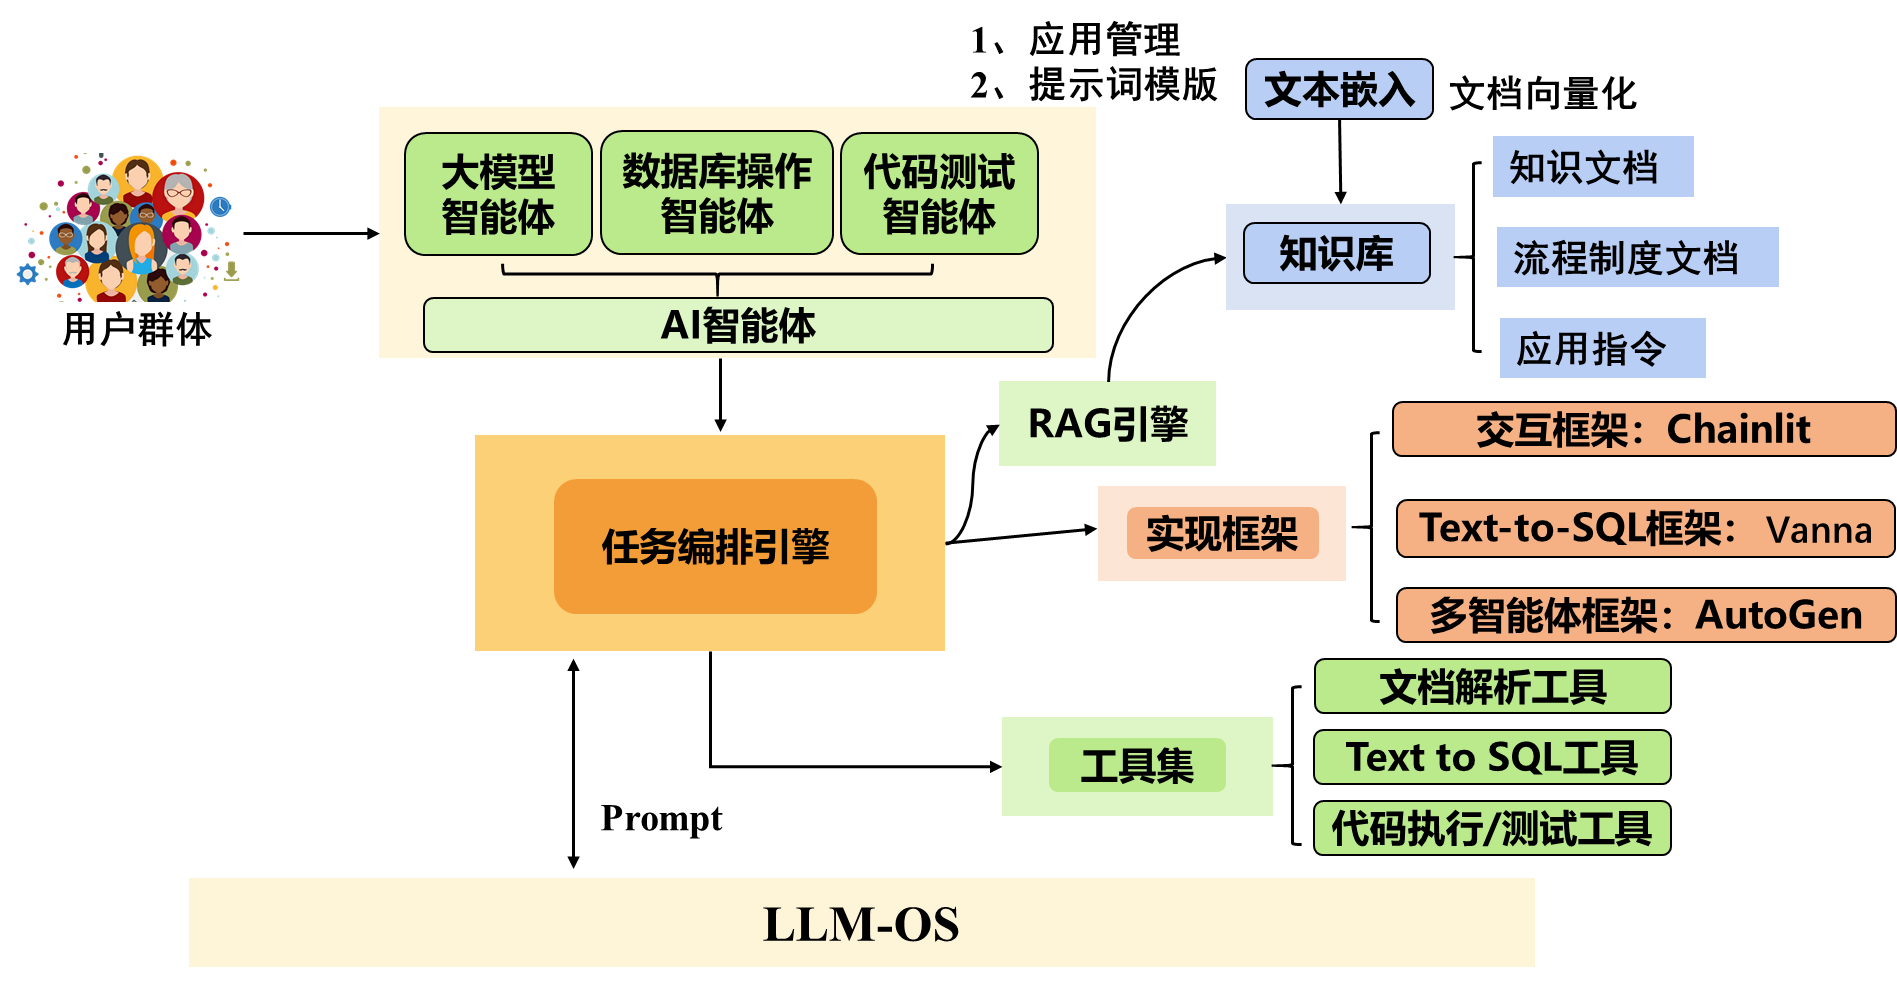 1、应用管理
2、提示词模版
文本嵌入
文档向量化
大模型
智能体
数据库操作
智能体
代码测试
智能体
AI智能体
用户群体
知识库
知识文档
流程制度文档
应用指令
RAG引擎
任务编排引擎
实现框架
交互框架：Chainlit
Text-to-SQL框架： Vanna
多智能体框架：AutoGen
工具集
文档解析工具
Text to SQL工具
代码执行/测试工具
Prompt
LLM-OS